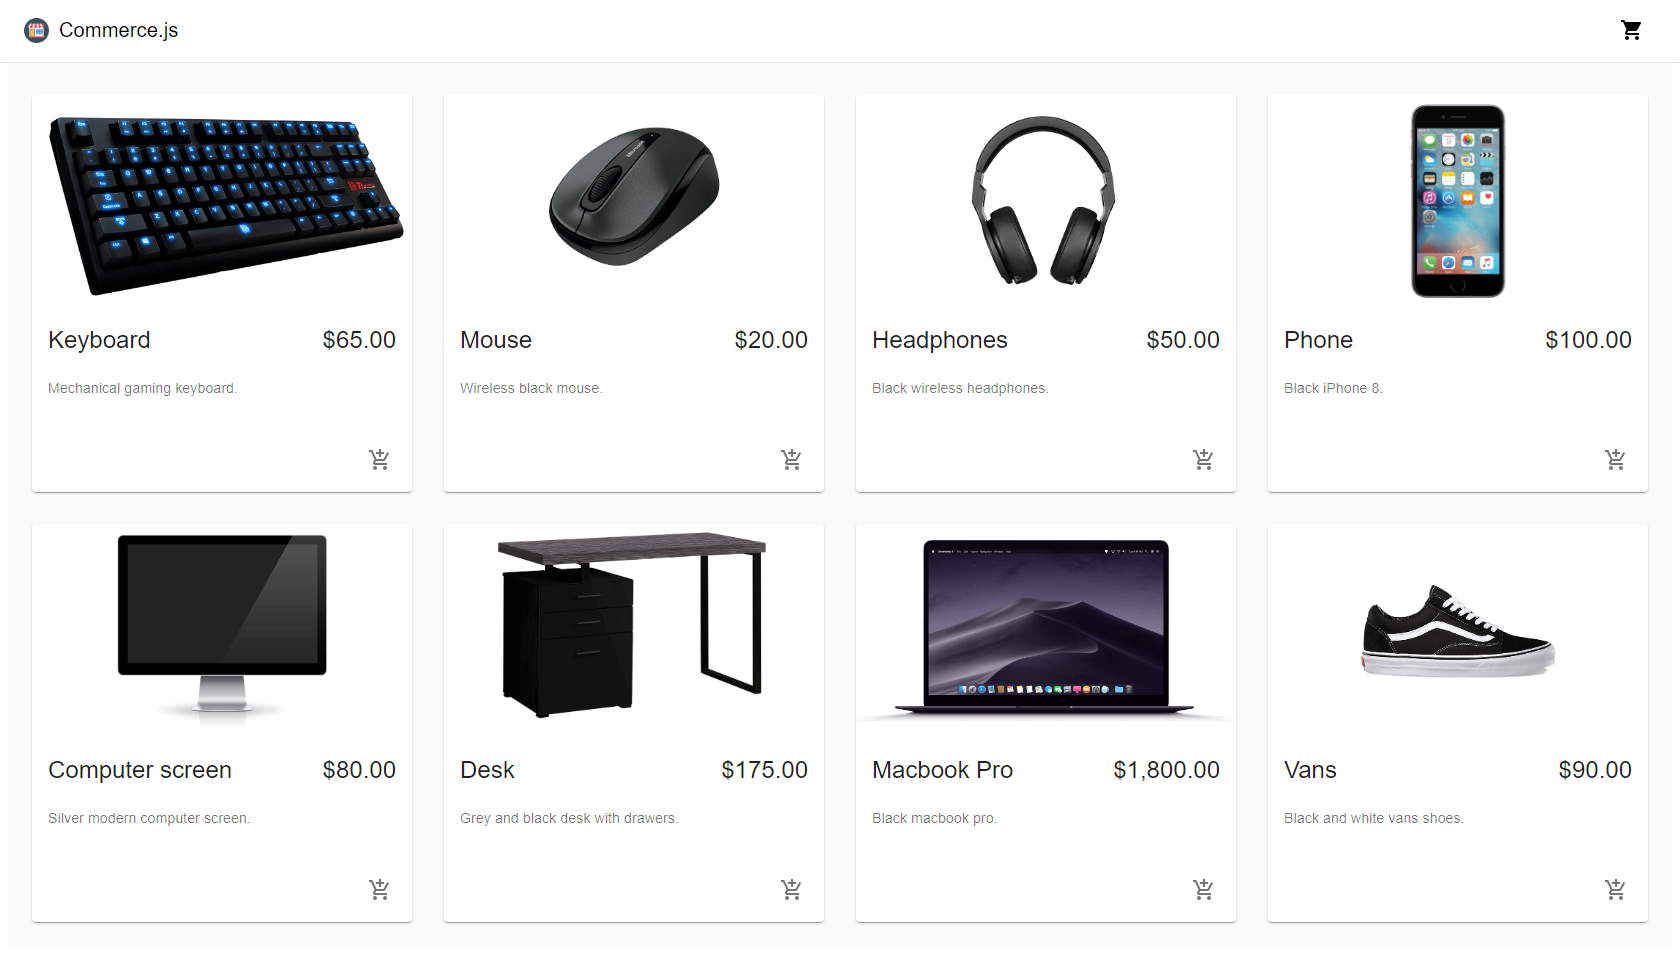 Commerce.js
Keyboard $65.00
Mechanical gaming keyboard.
Mouse $20.00
Wireless black mouse.
Headphones $50.00
Black wireless headphones.
Phone $100.00
Black iPhone 8.
Computer screen $80.00
Silver modern computer screen.
Desk $175.00
Grey and black desk with drawers.
Macbook Pro $1,800.00
Black macbook pro.
Vans $90.00
Black and white vans shoes.